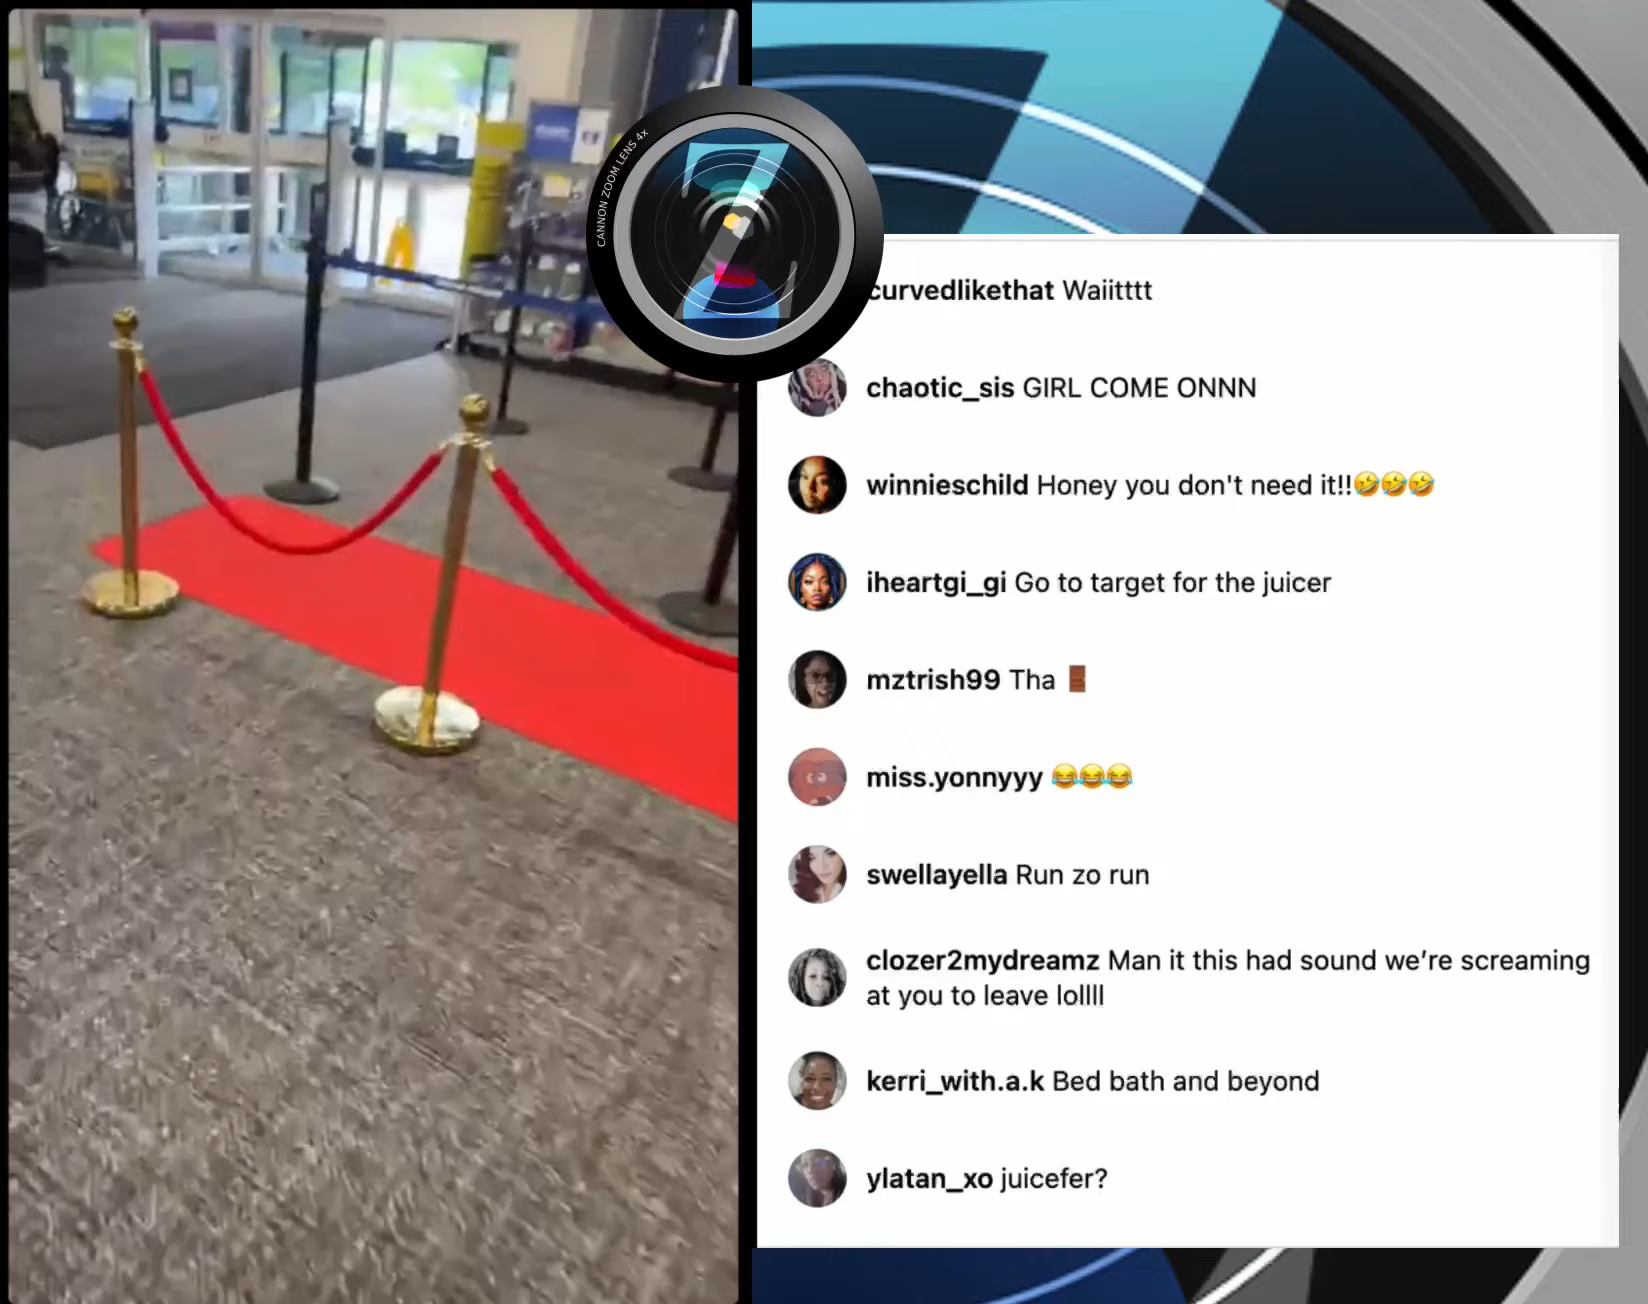 CANNON ZOOM LENS 4x
Z
curvedlikethat Waiitttt
chaotic_sis GIRL COME ONNN
winnieschild Honey you don't need it!!🤣🤣🤣
iheartgi_gi Go to target for the juicer
mztrish99 Tha 🚪
miss.yonnyyy 😂😂😂
swellayella Run zo run
clozer2mydreamz Man it this had sound we’re screaming
at you to leave lollll
kerri_with.a.k Bed bath and beyond
ylatan_xo juicefer?